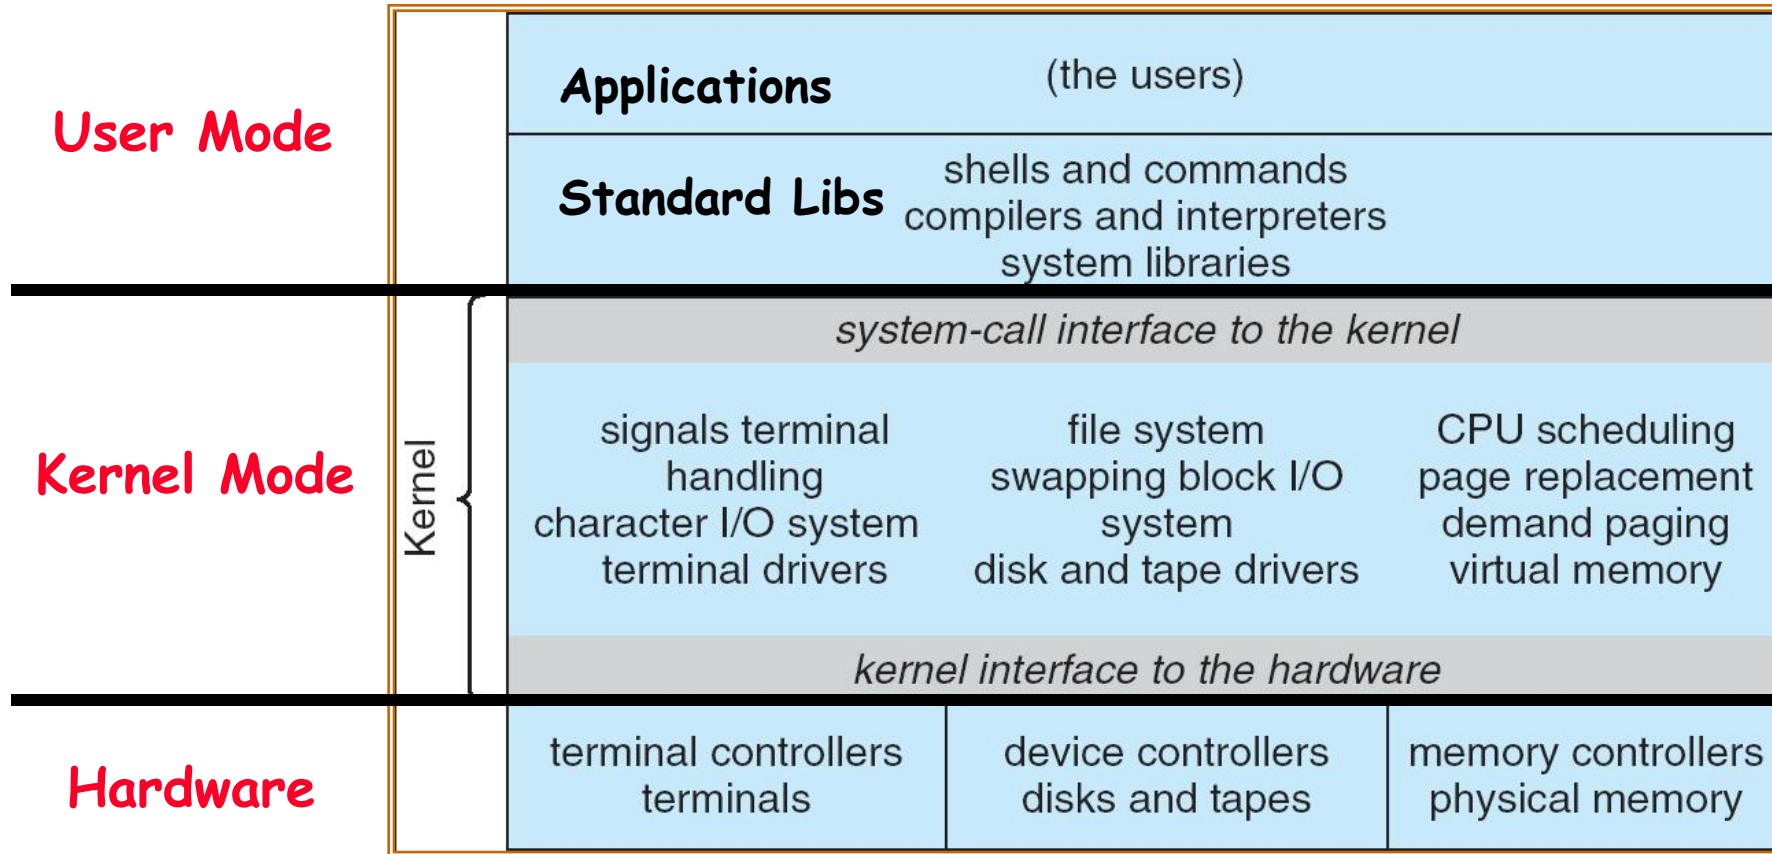 User Mode
Applications
(the users)
Standard Libs
shells and commands
compilers and interpreters
system libraries
Kernel Mode
Kernel
system-call interface to the kernel
signals terminal
handling
character I/O system
terminal drivers
file system
swapping block I/O
system
disk and tape drivers
CPU scheduling
page replacement
demand paging
virtual memory
kernel interface to the hardware
Hardware
terminal controllers
terminals
device controllers
disks and tapes
memory controllers
physical memory